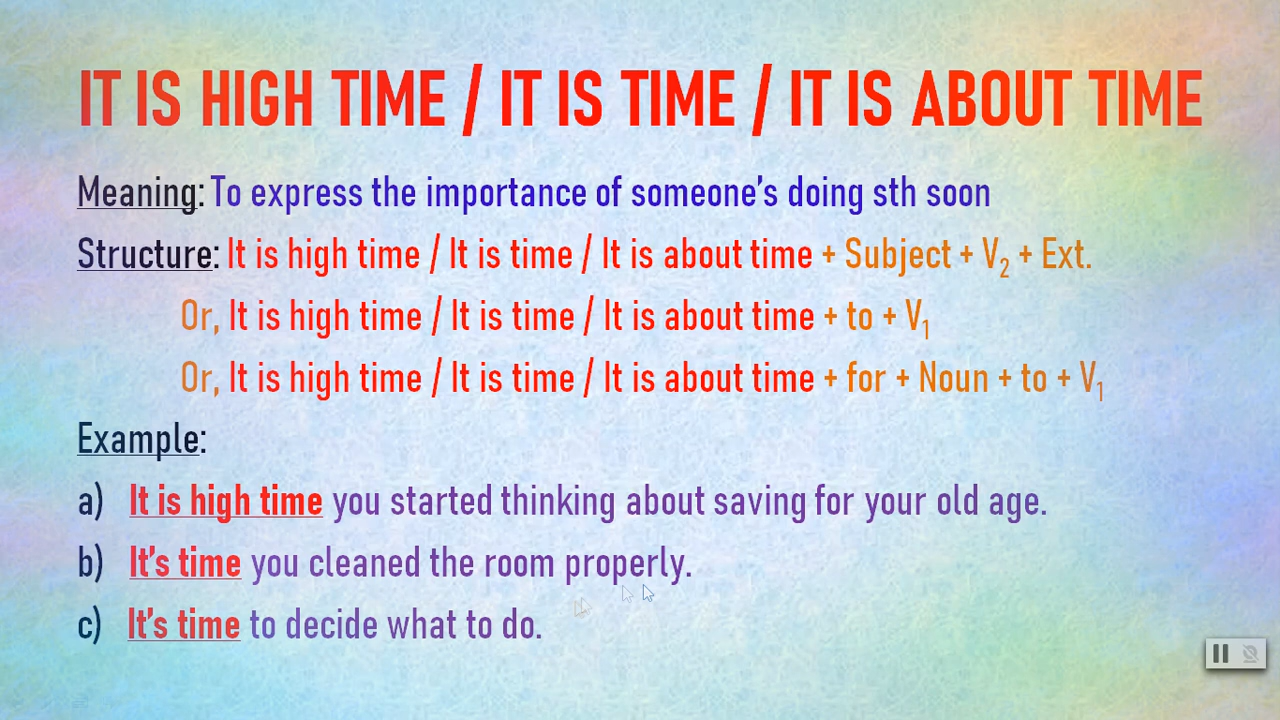 IT IS HIGH TIME / IT IS TIME / IT IS ABOUT TIME
Meaning: To express the importance of someone's doing sth soon
Structure: It is high time / It is time / It is about time + Subject + V₂ + Ext.
Or, It is high time / It is time / It is about time + to + V₁
Or, It is high time / It is time / It is about time + for + Noun + to + V₁
Example:
a) It is high time you started thinking about saving for your old age.
b) It's time you cleaned the room properly.
c) It's time to decide what to do.